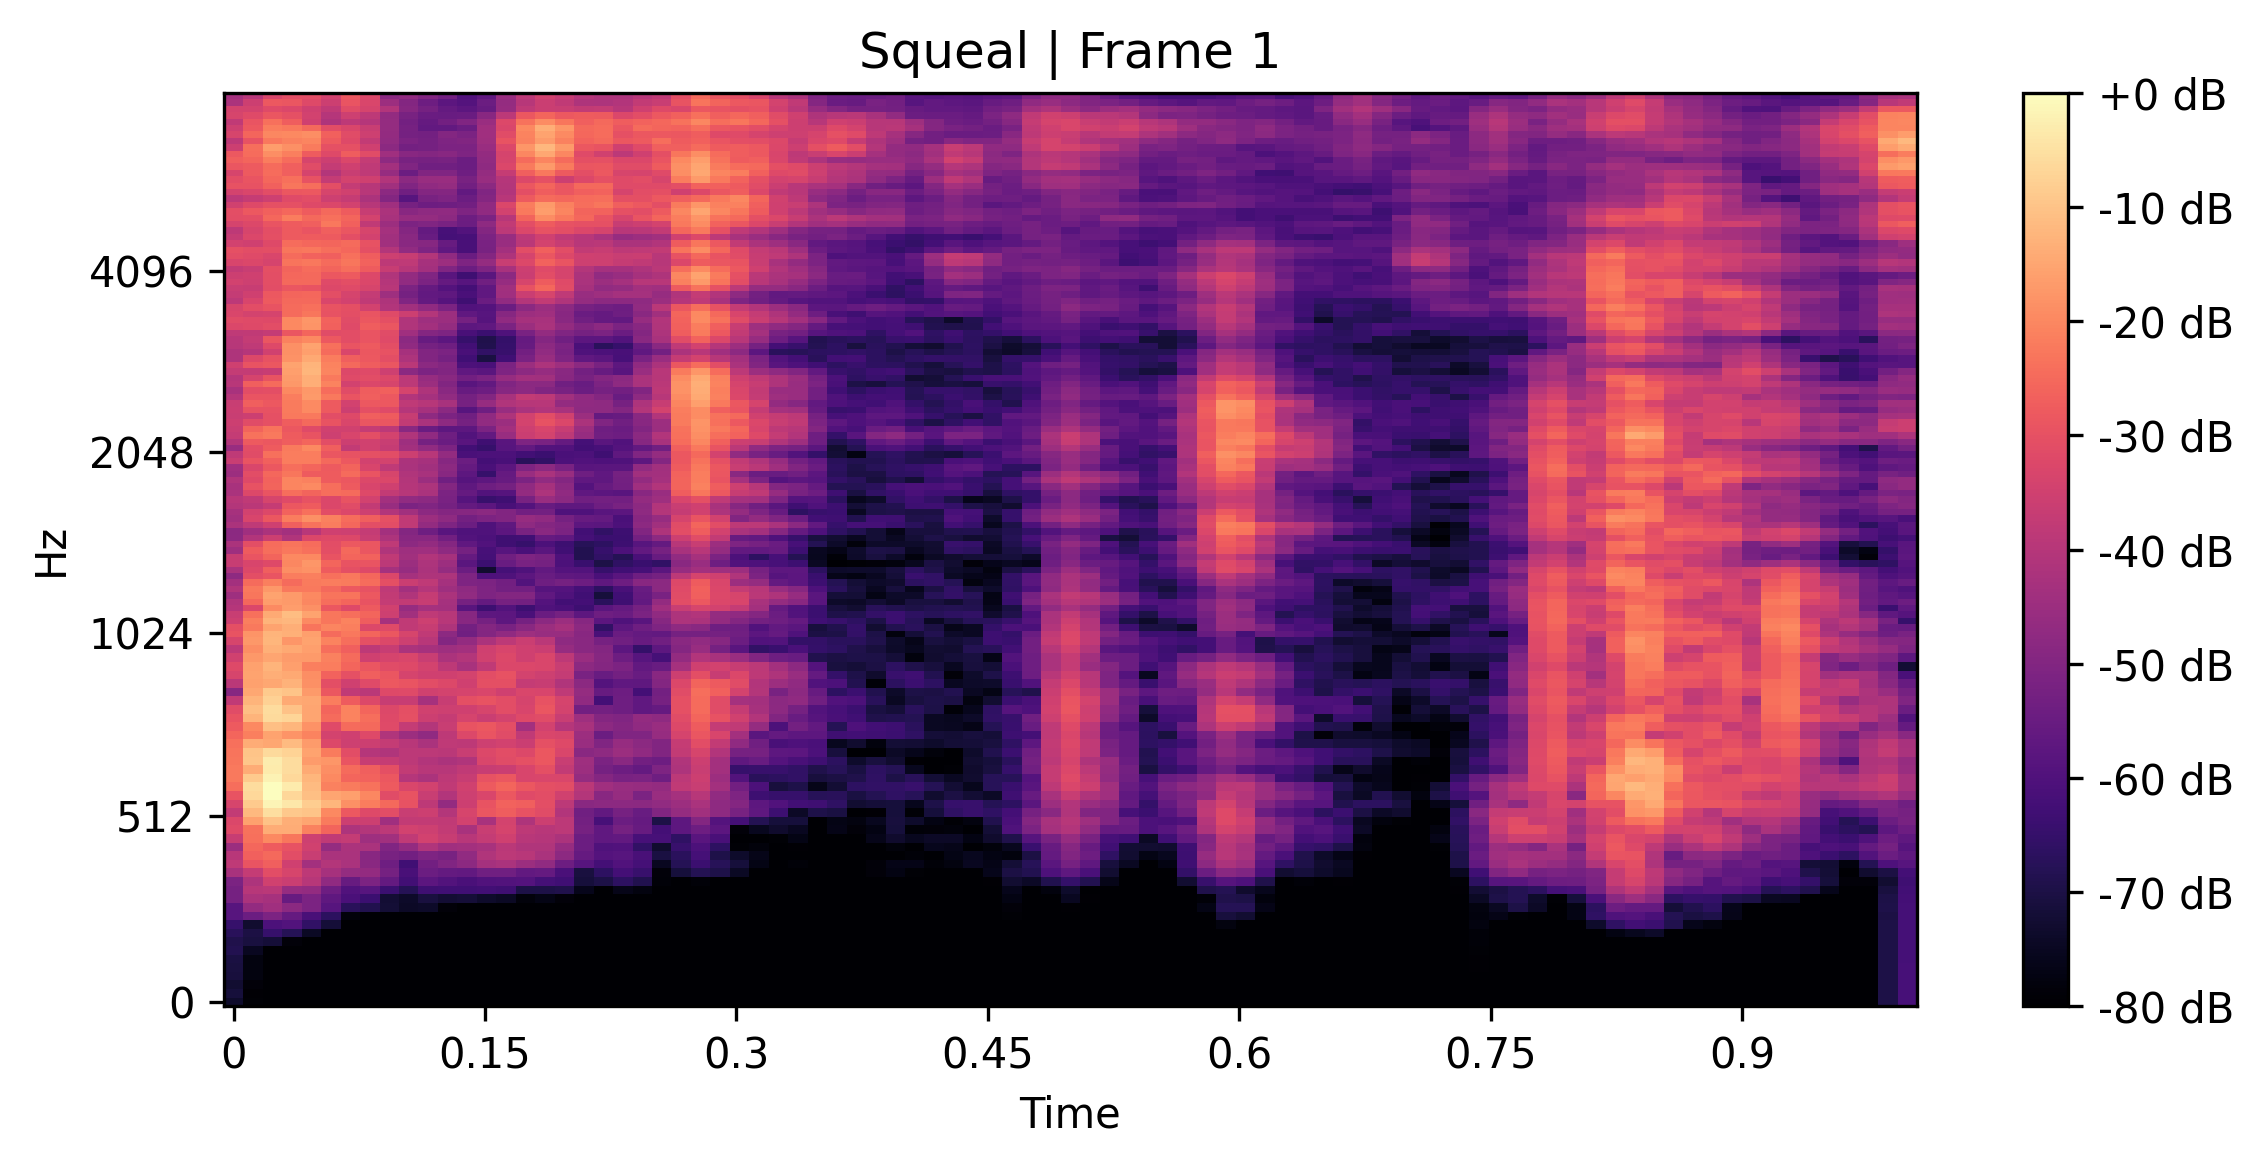 Squeal | Frame 1
Hz
4096
2048
1024
512
0
0 0.15 0.3 0.45 0.6 0.75 0.9
Time
+0 dB
-10 dB
-20 dB
-30 dB
-40 dB
-50 dB
-60 dB
-70 dB
-80 dB